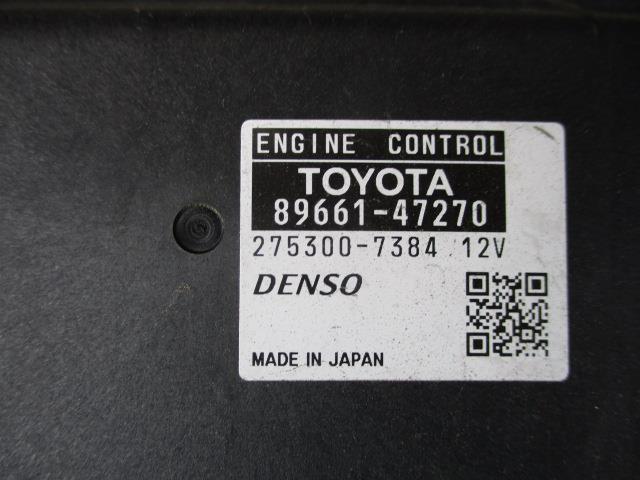 ENGINE CONTROL
TOYOTA
89661-47270
275300-7384 12V
DENSO
MADE IN JAPAN